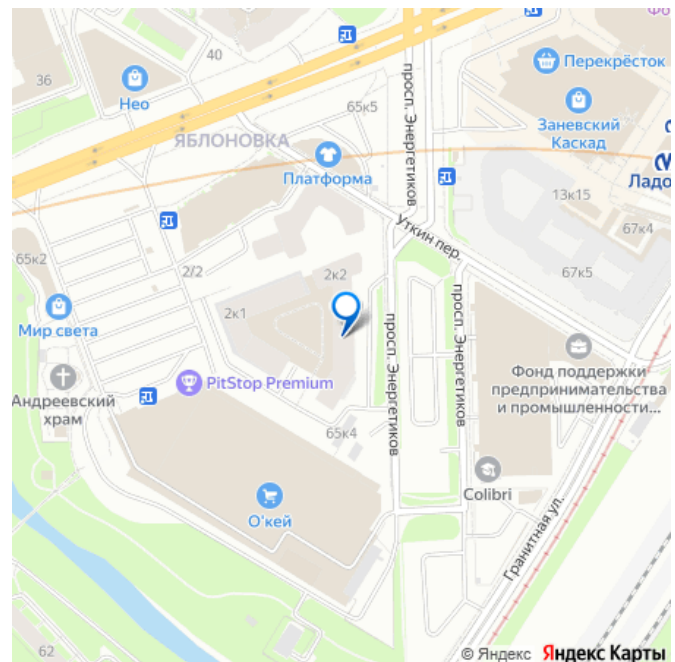 Фо
40
36
Нео
65к5
просп. Энергетиков
Перекрёсток
Заневский
Каскад
ЯБЛОНОВКА
Платформа
Ладо
13к15
67к4
Уткин пер.
65к2
2/2
2к2
67к5
2к1
Мир света
просп. Энергетиков
просп. Энергетиков
Фонд поддержки
предпринимательства
и промышленности...
Андреевский
храм
PitStop Premium
65к4
Colibri
О'кей
Гранитная ул.
62
© Яндекс Яндекс Карты